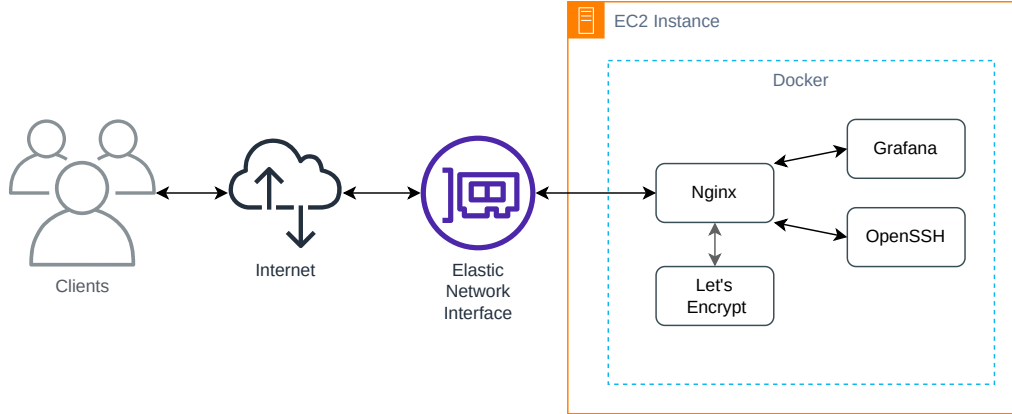 EC2 Instance
Docker
Grafana
Nginx
OpenSSH
Let's
Encrypt
Clients
Internet
Elastic
Network
Interface